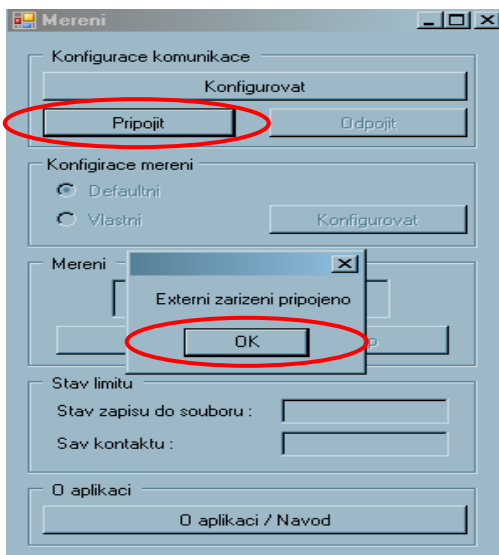 Mereni
Konfigurace komunikace
Konfigurovat
Pripojit
Odpojit
Konfigirace mereni
Defaultni
Vlastni
Konfigurovat
Mereni
Externi zarizeni pripojeno
OK
Stav limitu
Stav zapisu do souboru :
Sav kontaktu :
O aplikaci
O aplikaci / Navod